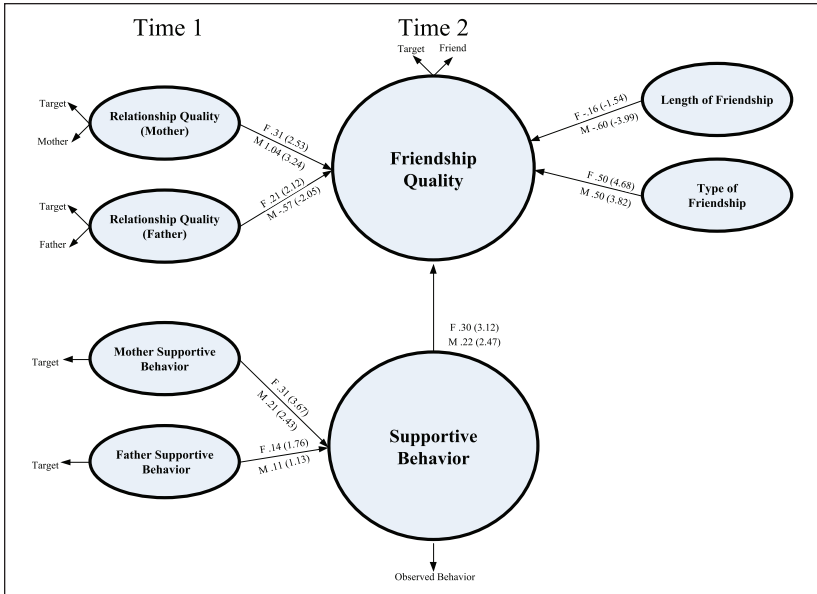 Time 1
Time 2
Target
Friend
Target
Mother
Relationship Quality
(Mother)
F .31 (2.53)
M 1.04 (3.24)
Target
Father
Relationship Quality
(Father)
F .21 (2.12)
M -.57 (-2.05)
Friendship
Quality
F -.16 (-1.54)
M -.60 (-3.99)
Length of Friendship
F .50 (4.68)
M .50 (3.82)
Type of
Friendship
F .30 (3.12)
M .22 (2.47)
Target
Mother Supportive
Behavior
F .31 (3.67)
M .21 (2.43)
Target
Father Supportive
Behavior
F .14 (1.76)
M .11 (1.13)
Supportive
Behavior
Observed Behavior